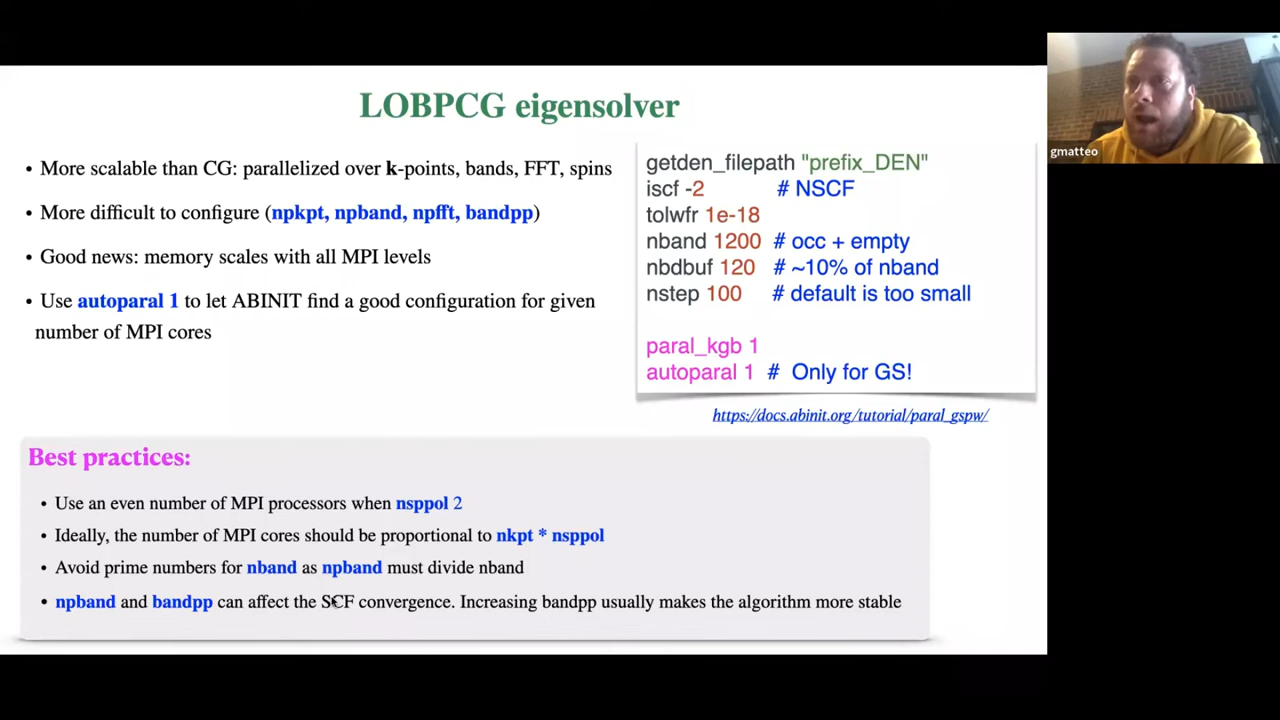 LOBPCG eigensolver
• More scalable than CG: parallelized over k-points, bands, FFT, spins
• More difficult to configure (npkpt, npband, npfft, bandpp)
• Good news: memory scales with all MPI levels
• Use autoparal 1 to let ABINIT find a good configuration for given
number of MPI cores
getden_filepath "prefix_DEN"
iscf -2 # NSCF
tolwfr 1e-18
nband 1200 # occ + empty
nbdbuf 120 # ~10% of nband
nstep 100 # default is too small
paral_kgb 1
autoparal 1 # Only for GS!
https://docs.abinit.org/tutorial/paral_gspw/
Best practices:
• Use an even number of MPI processors when nsppol 2
• Ideally, the number of MPI cores should be proportional to nkpt * nsppol
• Avoid prime numbers for nband as npband must divide nband
• npband and bandpp can affect the SCF convergence. Increasing bandpp usually makes the algorithm more stable
gmatteo